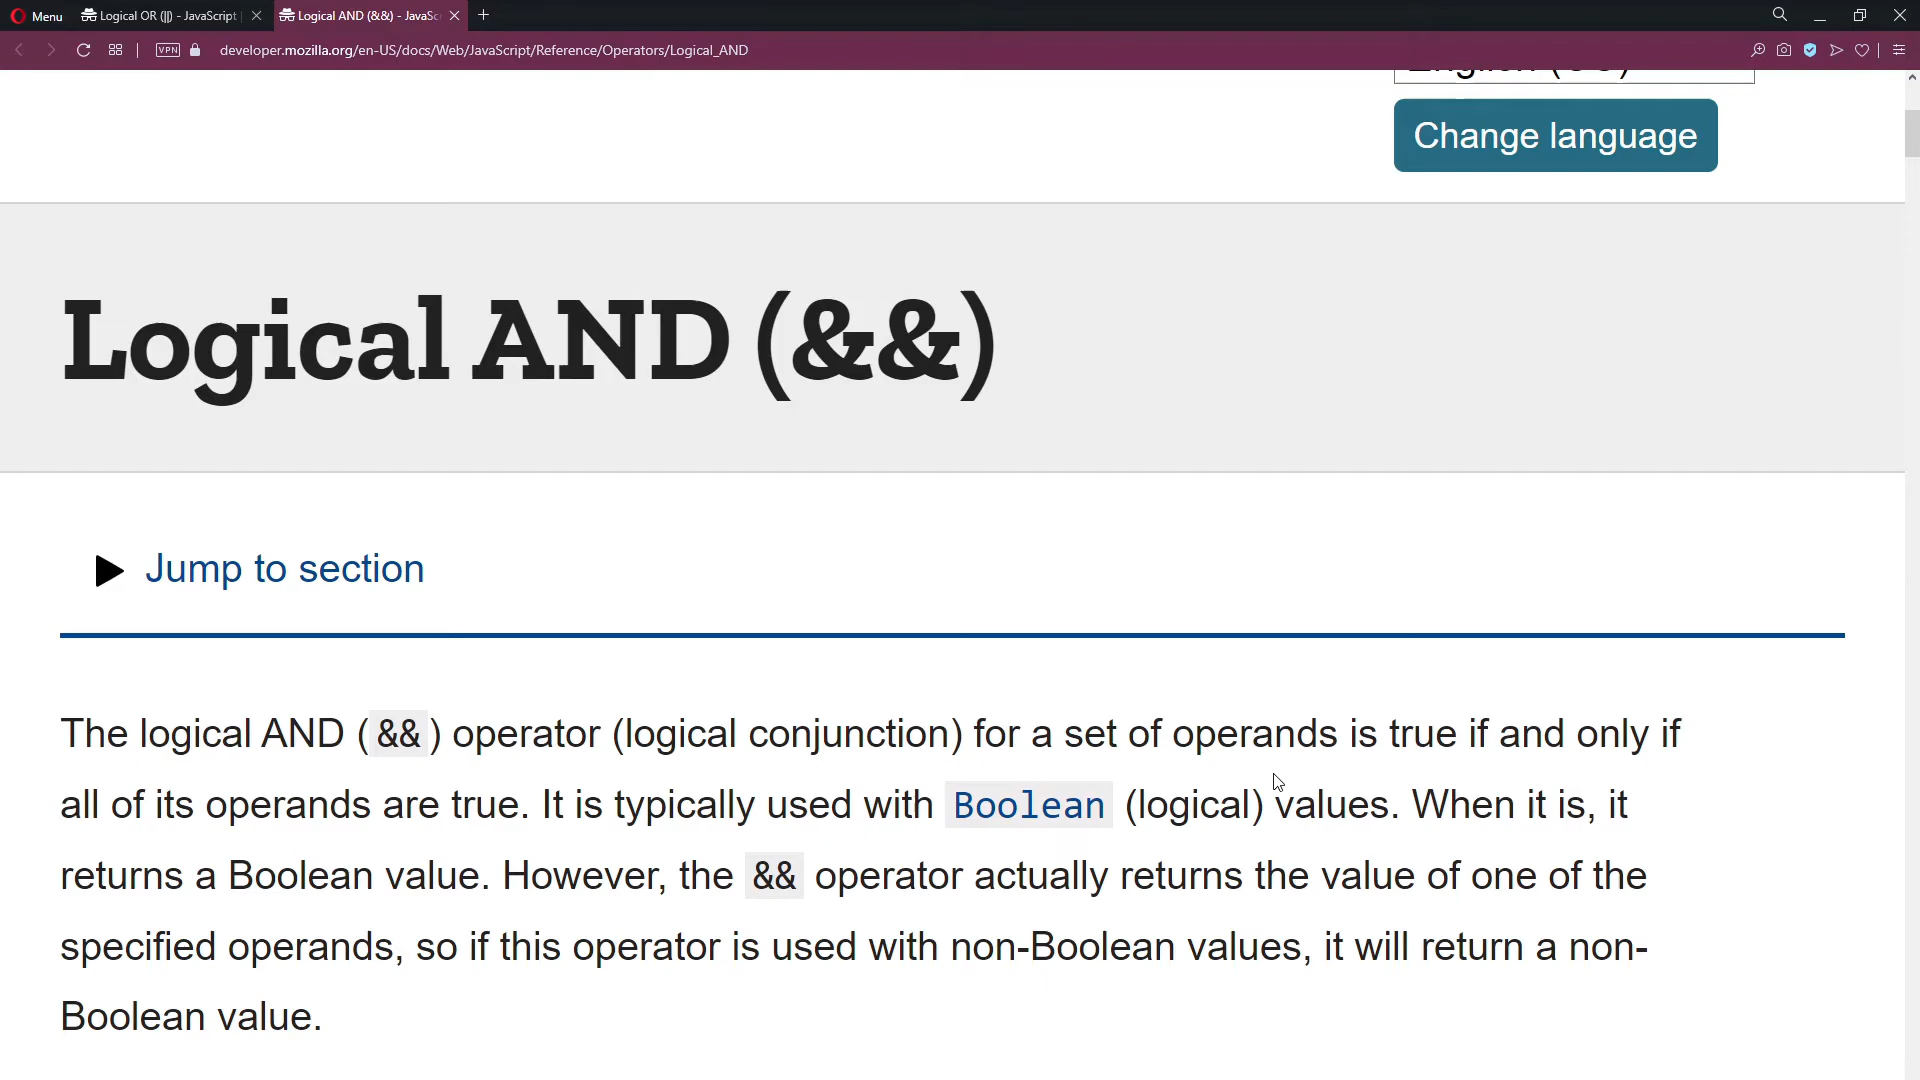 Menu
Logical OR (||) - JavaScript
Logical AND (&&) - JavaSc
VPN
developer.mozilla.org/en-US/docs/Web/JavaScript/Reference/Operators/Logical_AND
Change language
Logical AND (&&)
Jump to section
The logical AND (&&) operator (logical conjunction) for a set of operands is true if and only if
all of its operands are true. It is typically used with Boolean (logical) values. When it is, it
returns a Boolean value. However, the && operator actually returns the value of one of the
specified operands, so if this operator is used with non-Boolean values, it will return a non-
Boolean value.